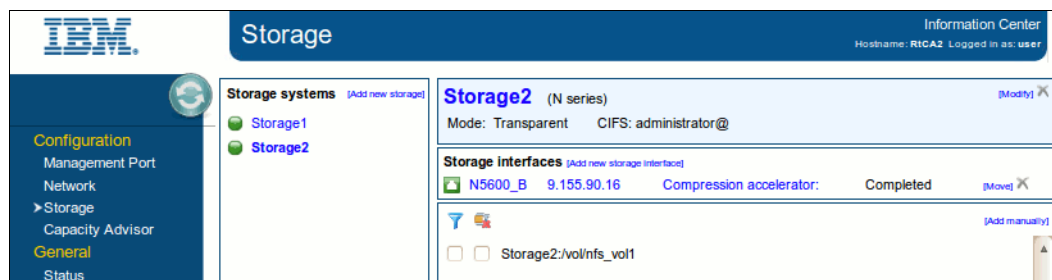 IBM.
Storage
Information Center
Hostname: RtCA2 Logged in as: user
Configuration
Management Port
Network
➤Storage
Capacity Advisor
General
Status
Storage systems [Add new storage]
Storage1
Storage2
Storage2 (N series) [Modify]
Mode: Transparent CIFS: administrator@
Storage interfaces [Add new storage interface]
N5600_B 9.155.90.16 Compression accelerator: Completed [Move]
[Add manually]
Storage2:/vol/nfs_vol1